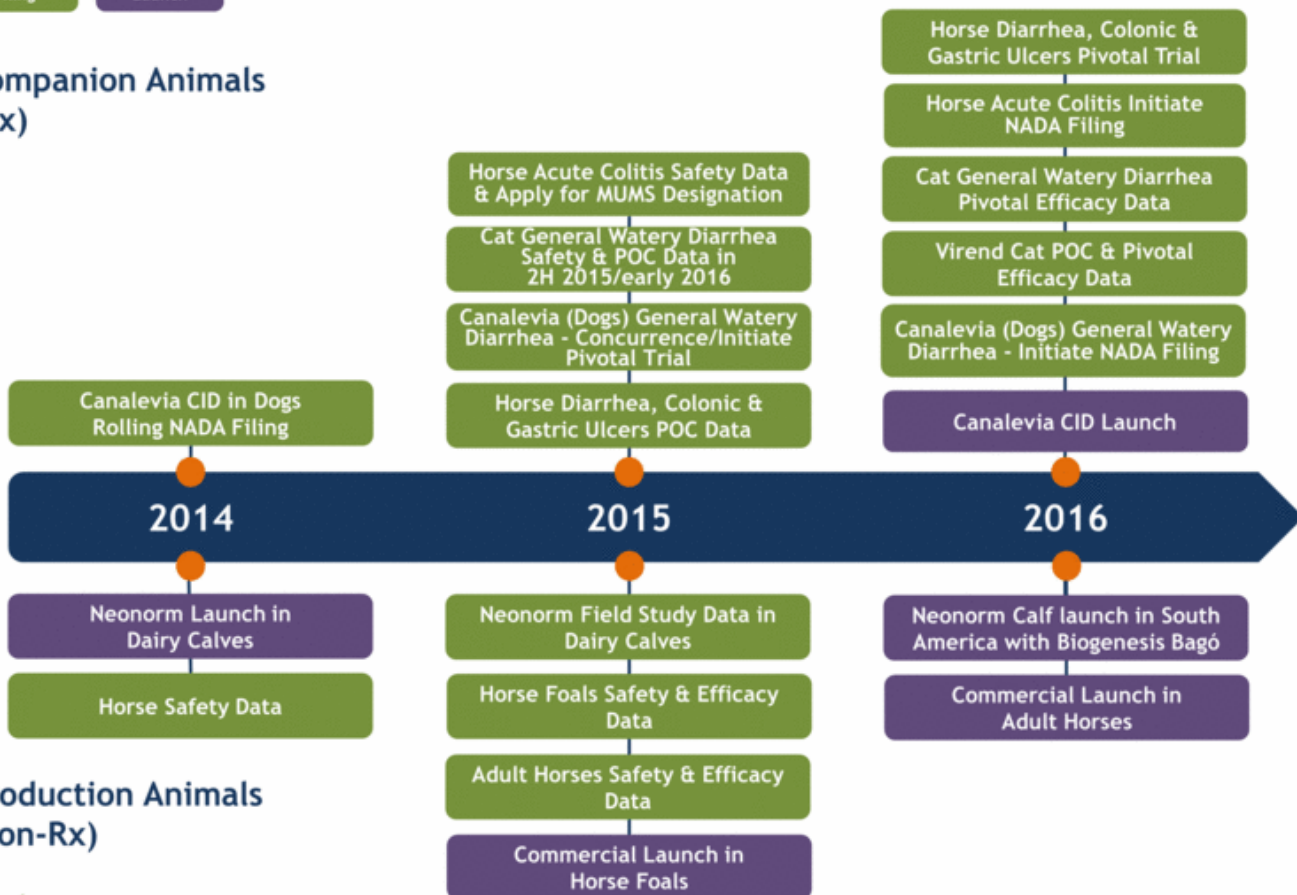 ompanion Animals
x)
Horse Diarrhea, Colonic &
Gastric Ulcers Pivotal Trial
Horse Acute Colitis Initiate
NADA Filing
Cat General Watery Diarrhea
Pivotal Efficacy Data
Virend Cat POC & Pivotal
Efficacy Data
Canalevia (Dogs) General Watery
Diarrhea - Initiate NADA Filing
Canalevia CID Launch
Horse Acute Colitis Safety Data
& Apply for MUMS Designation
Cat General Watery Diarrhea
Safety & POC Data in
2H 2015/early 2016
Canalevia (Dogs) General Watery
Diarrhea - Concurrence/Initiate
Pivotal Trial
Horse Diarrhea, Colonic &
Gastric Ulcers POC Data
Canalevia CID in Dogs
Rolling NADA Filing
2014
2015
2016
Neonorm Launch in
Dairy Calves
Horse Safety Data
Neonorm Field Study Data in
Dairy Calves
Horse Foals Safety & Efficacy
Data
Adult Horses Safety & Efficacy
Data
Commercial Launch in
Horse Foals
Neonorm Calf launch in South
America with Biogenesis Bagó
Commercial Launch in
Adult Horses
oduction Animals
on-Rx)